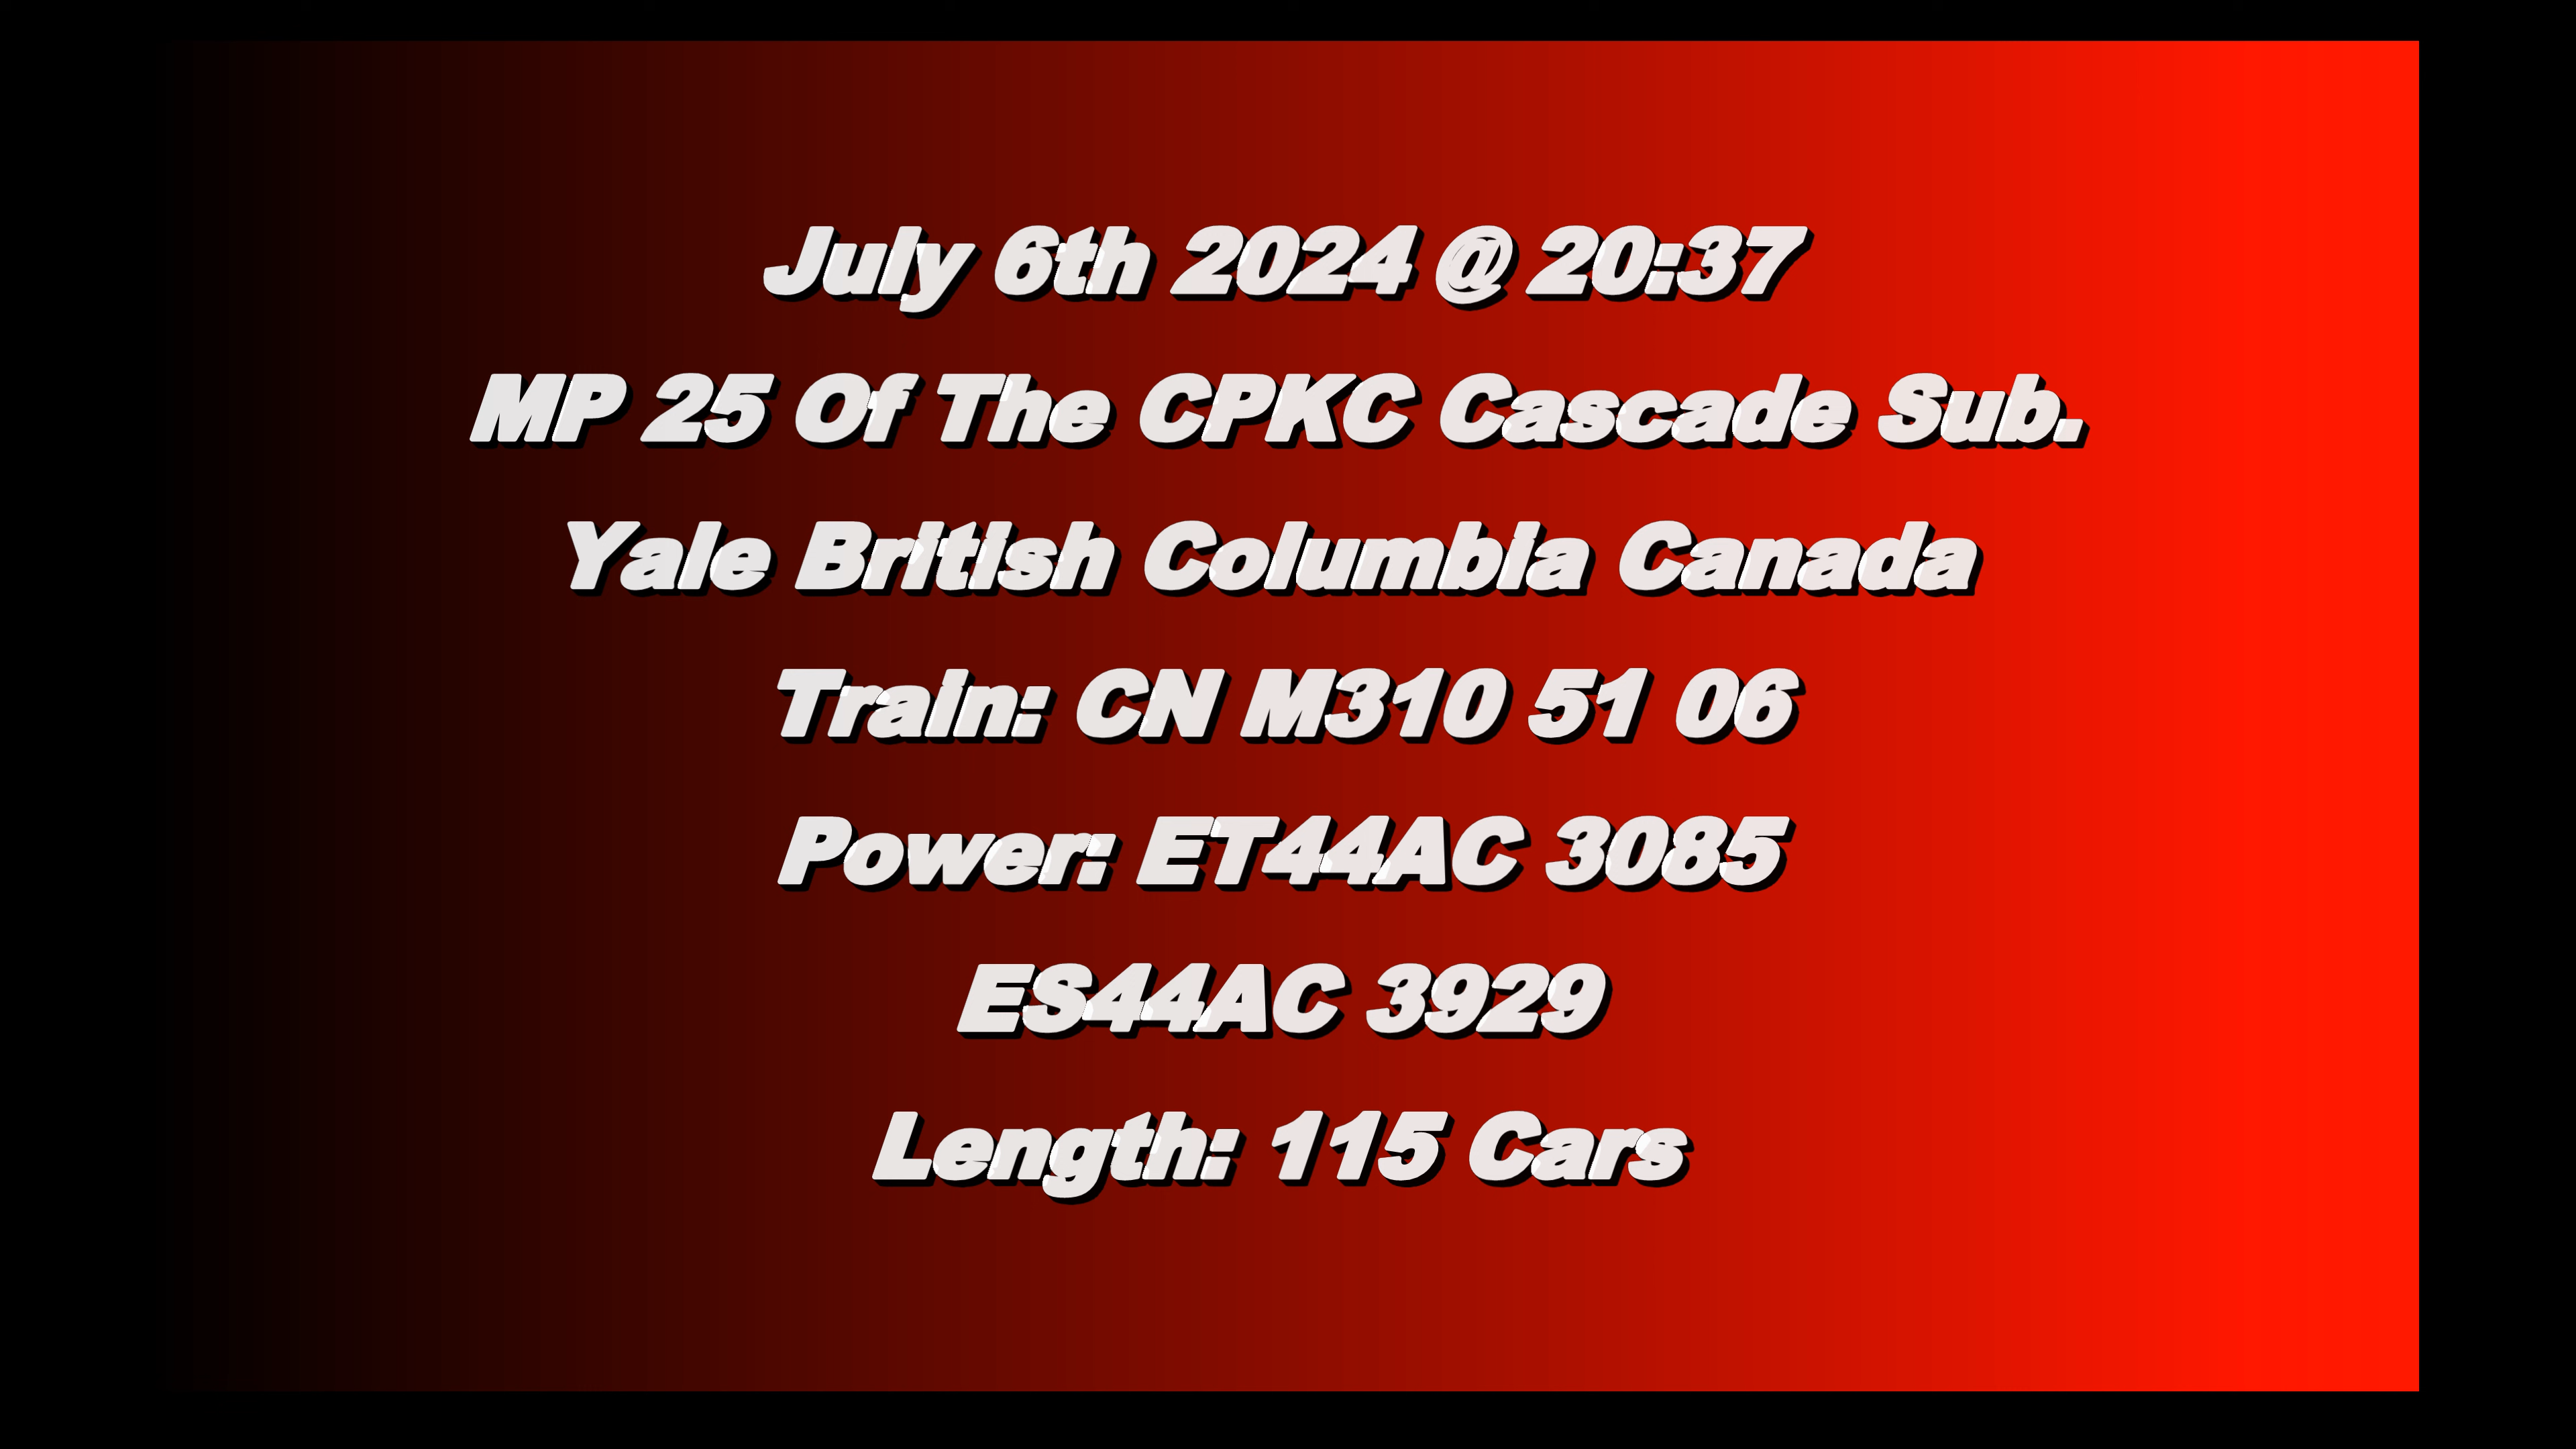 July 6th 2024 @ 20:37
MP 25 Of The CPKC Cascade Sub.
Yale British Columbia Canada
Train: CN M310 51 06
Power: ET44AC 3085
ES44AC 3929
Length: 115 Cars